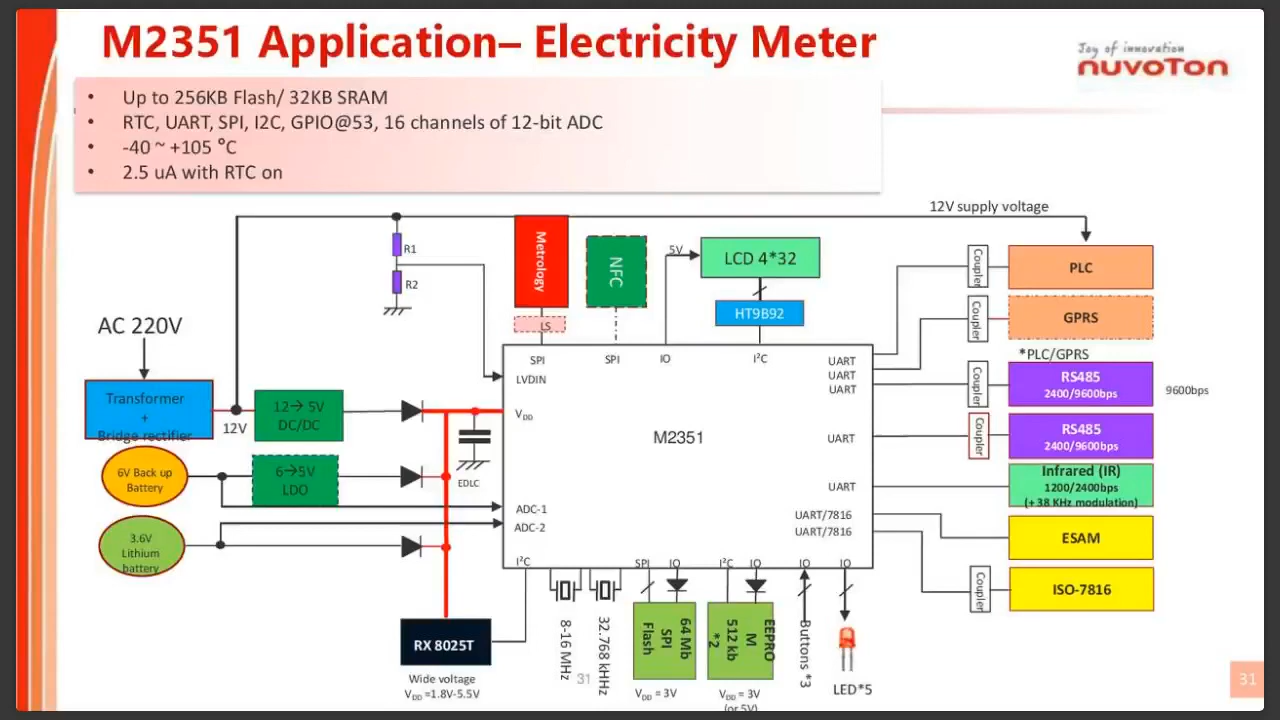 M2351 Application– Electricity Meter
Joy of innovation
nuvoTon
• Up to 256KB Flash/ 32KB SRAM
• RTC, UART, SPI, I2C, GPIO@53, 16 channels of 12-bit ADC
• -40 ~ +105 °C
• 2.5 uA with RTC on
12V supply voltage
R1
R2
Metrology
LS
NFC
5V
LCD 4*32
HT9B92
Coupler
PLC
Coupler
GPRS
*PLC/GPRS
Coupler
RS485
2400/9600bps
9600bps
Coupler
RS485
2400/9600bps
Infrared (IR)
1200/2400bps
(+ 38 KHz modulation)
ESAM
Coupler
ISO-7816
AC 220V
Transformer
+
Bridge rectifier
12V
12→ 5V
DC/DC
6V Back up
Battery
6→5V
LDO
3.6V
Lithium
battery
EDLC
SPI
SPI
IO
I²C
LVDIN
VDD
ADC-1
ADC-2
I²C
M2351
UART
UART
UART
UART
UART
UART/7816
UART/7816
SPI
IO
I²C
IO
IO
IO
RX 8025T
Wide voltage
VDD =1.8V-5.5V
8-16 MHz
32.768 kHHz
64 Mb
SPI
Flash
VDD = 3V
EEPRO
M
512 kb
*2
VDD = 3V
(or 5V)
Buttons *3
LED*5
31
31